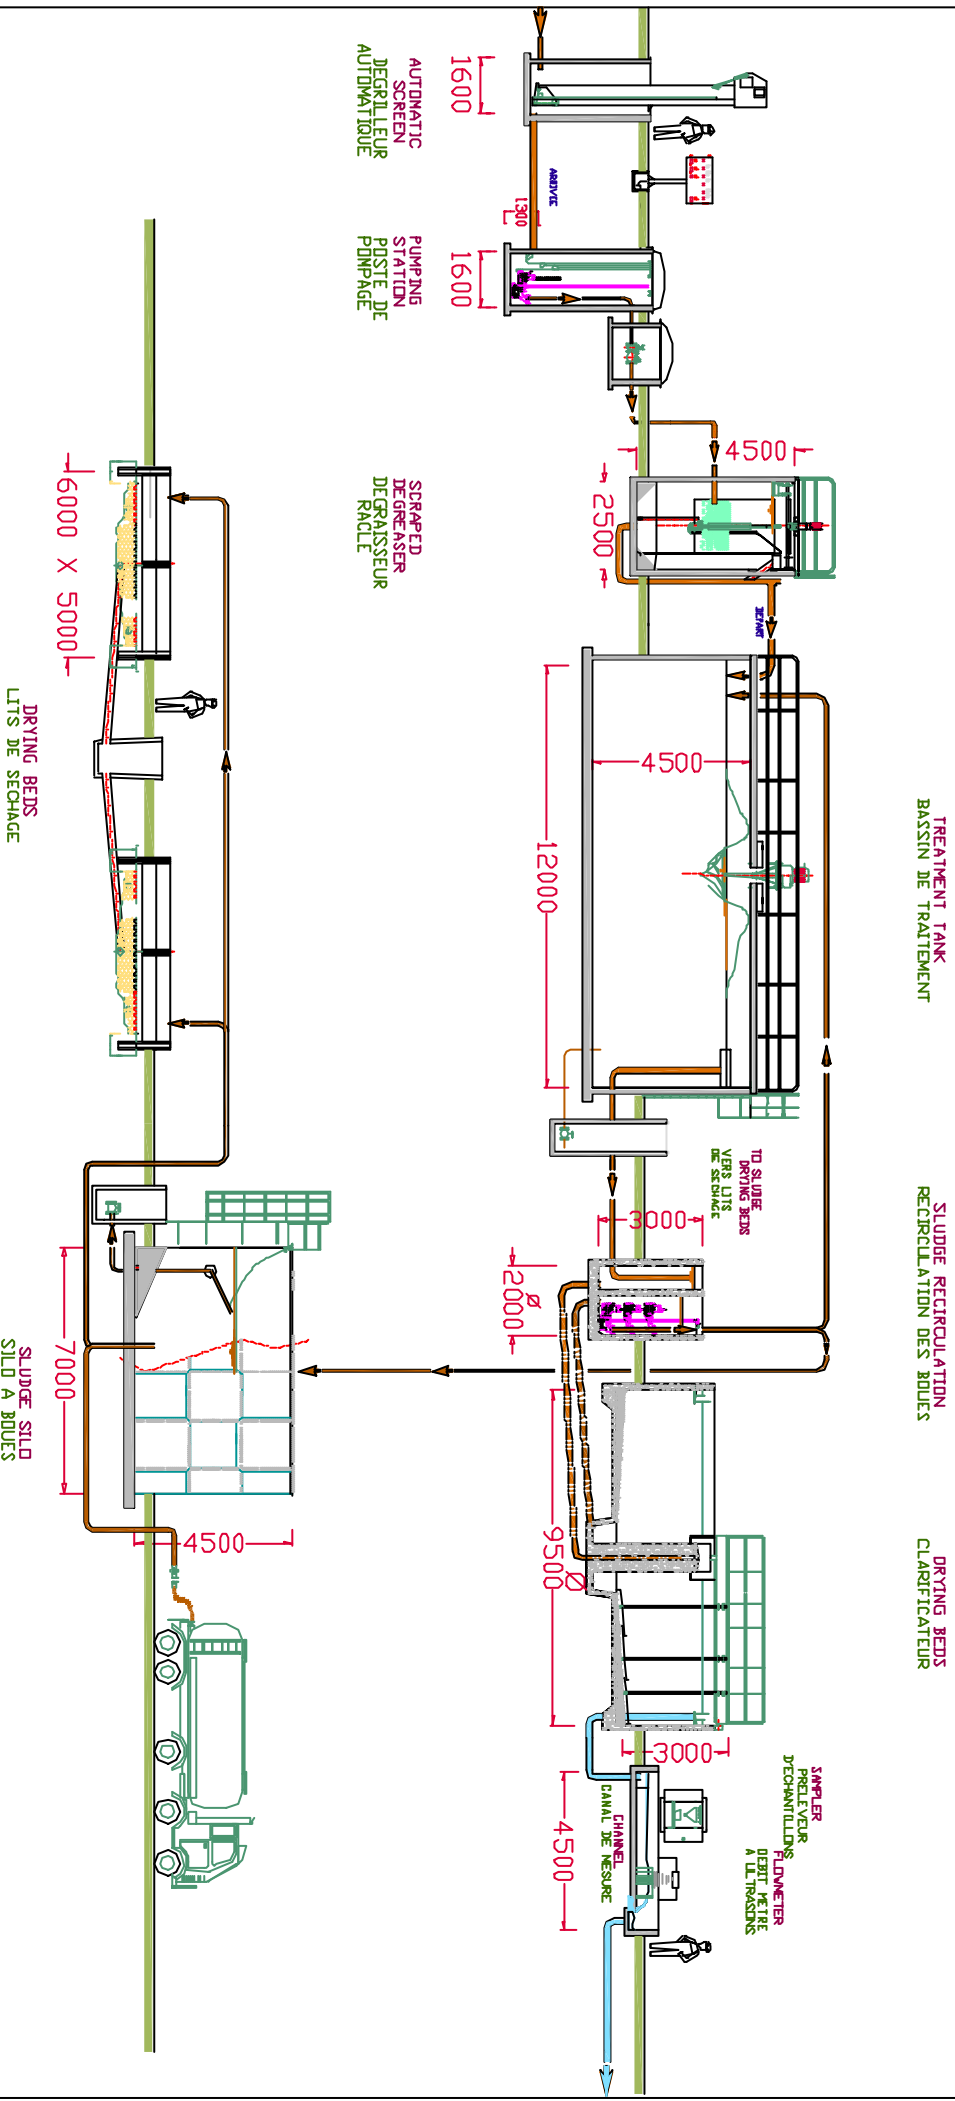 TREATMENT TANK
BASSIN DE TRAITEMENT
SLUDGE RECIRCULATION
RECIRCULATION DES BOUES
DRYING BEDS
CLARIFICATEUR
SAMPLER
PRELEVEUR
D'ECHANTILLONS
FLOWMETER
DEBIT METRE
A ULTRASONS
TO SLUDGE
DRYING BEDS
VERS LITS
DE SECHAGE
DEPART
4500
2500
4500
12000
3000
Ø
2000
Ø
9500
3000
CHANNEL
CANAL DE MESURE
4500
ARRIVEE
1300
1600
1600
AUTOMATIC
SCREEN
DEGRILLEUR
AUTOMATIQUE
PUMPING
STATION
POSTE DE
POMPAGE
SCRAPED
DEGREASER
DEGRAISSEUR
RACLE
6000 X 5000
DRYING BEDS
LITS DE SECHAGE
7000
4500
SLUDGE SILO
SILO A BOUES